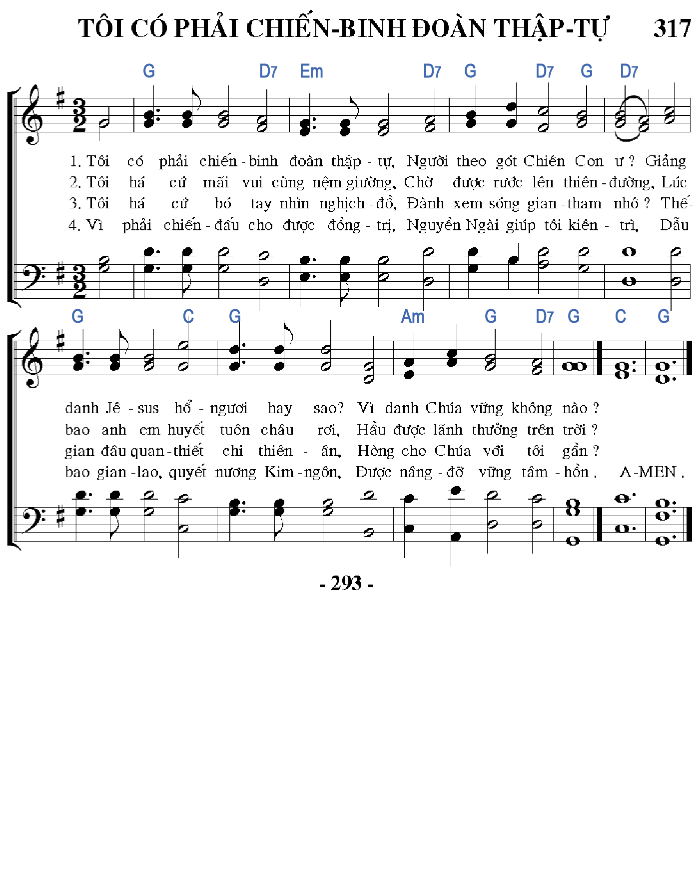 TÔI CÓ PHẢI CHIẾN-BINH ĐOÀN THẬP-TỰ 317
G D7 Em D7 G D7 G D7
3 2
1. Tôi có phải chiến-binh đoàn thập-tự, Người theo gót Chiên Con ư? Giảng
2. Tôi há cứ mãi vui cùng nệm giường, Chờ được rước lên thiên-đường, Lúc
3. Tôi há cứ bó tay nhìn nghịch-đồ, Đành xem sóng gian-tham nhỏ? Thế
4. Vì phải chiến-đấu cho được đồng-trị, Nguyền Ngài giúp tôi kiên-trì, Dẫu
3 2
G C G Am G D7 G C G
danh Jê-sus hổ-ngươi hay sao? Vì danh Chúa vững không nào?
bao anh em huyết tuôn châu rơi, Hầu được lãnh thưởng trên trời?
gian đâu quan-thiết chi thiên-ân, Hòng cho Chúa với tôi gần?
bao gian-lao, quyết nương Kim-ngôn, Được nâng-đỡ vững tâm-hồn. A-MEN.
- 293 -